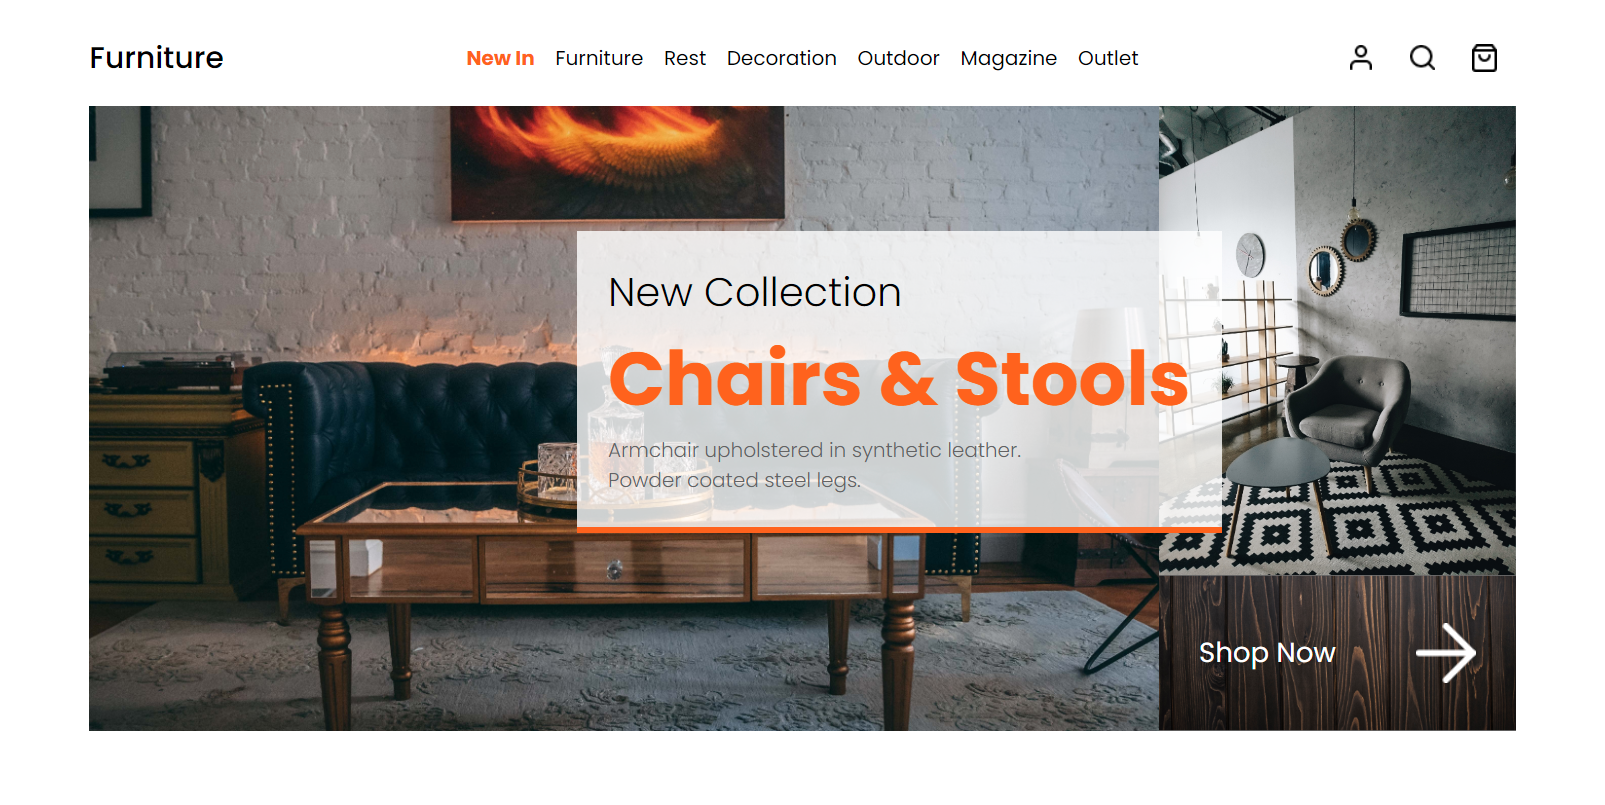 Furniture
New In Furniture Rest Decoration Outdoor Magazine Outlet
New Collection
Chairs & Stools
Armchair upholstered in synthetic leather.
Powder coated steel legs.
Shop Now